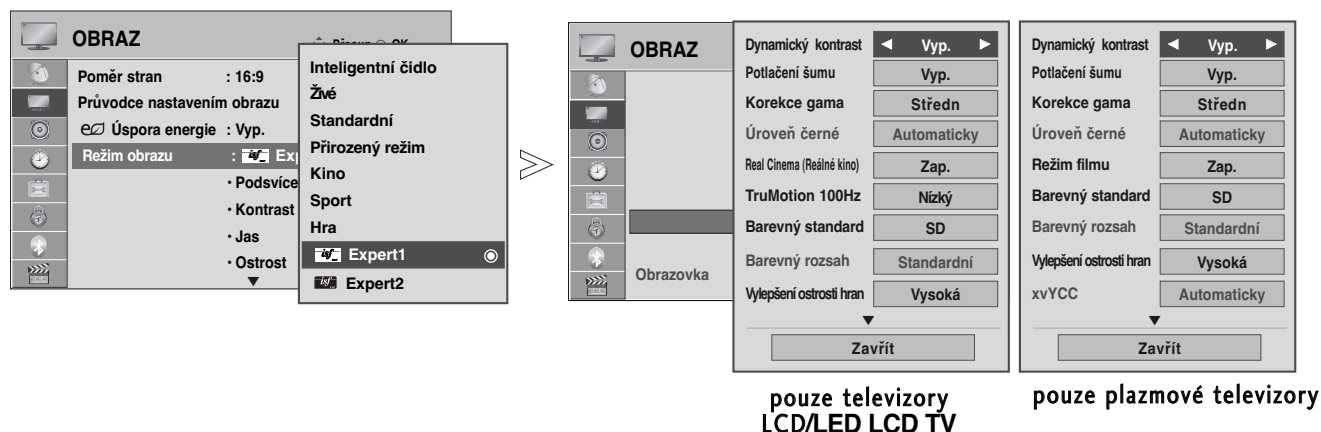 OBRAZ
Poměr stran : 16:9
Průvodce nastavením obrazu
Úspora energie : Vyp.
Režim obrazu :
• Podsvíce
• Kontrast
• Jas
• Ostrost
▼
Inteligentní čidlo
Živé
Standardní
Přirozený režim
Kino
Sport
Hra
Expert1
Expert2
OBRAZ
Obrazovka
Dynamický kontrast ◄ Vyp. ►
Potlačení šumu Vyp.
Korekce gama Středn
Úroveň černé Automaticky
Real Cinema (Reálné kino) Zap.
TruMotion 100Hz Nízký
Barevný standard SD
Barevný rozsah Standardní
Vylepšení ostrosti hran Vysoká
▼
Zavřít
pouze televizory
LCD/LED LCD TV
Dynamický kontrast ◄ Vyp. ►
Potlačení šumu Vyp.
Korekce gama Středn
Úroveň černé Automaticky
Režim filmu Zap.
Barevný standard SD
Barevný rozsah Standardní
Vylepšení ostrosti hran Vysoká
xvYCC Automaticky
▼
Zavřít
pouze plazmové televizory